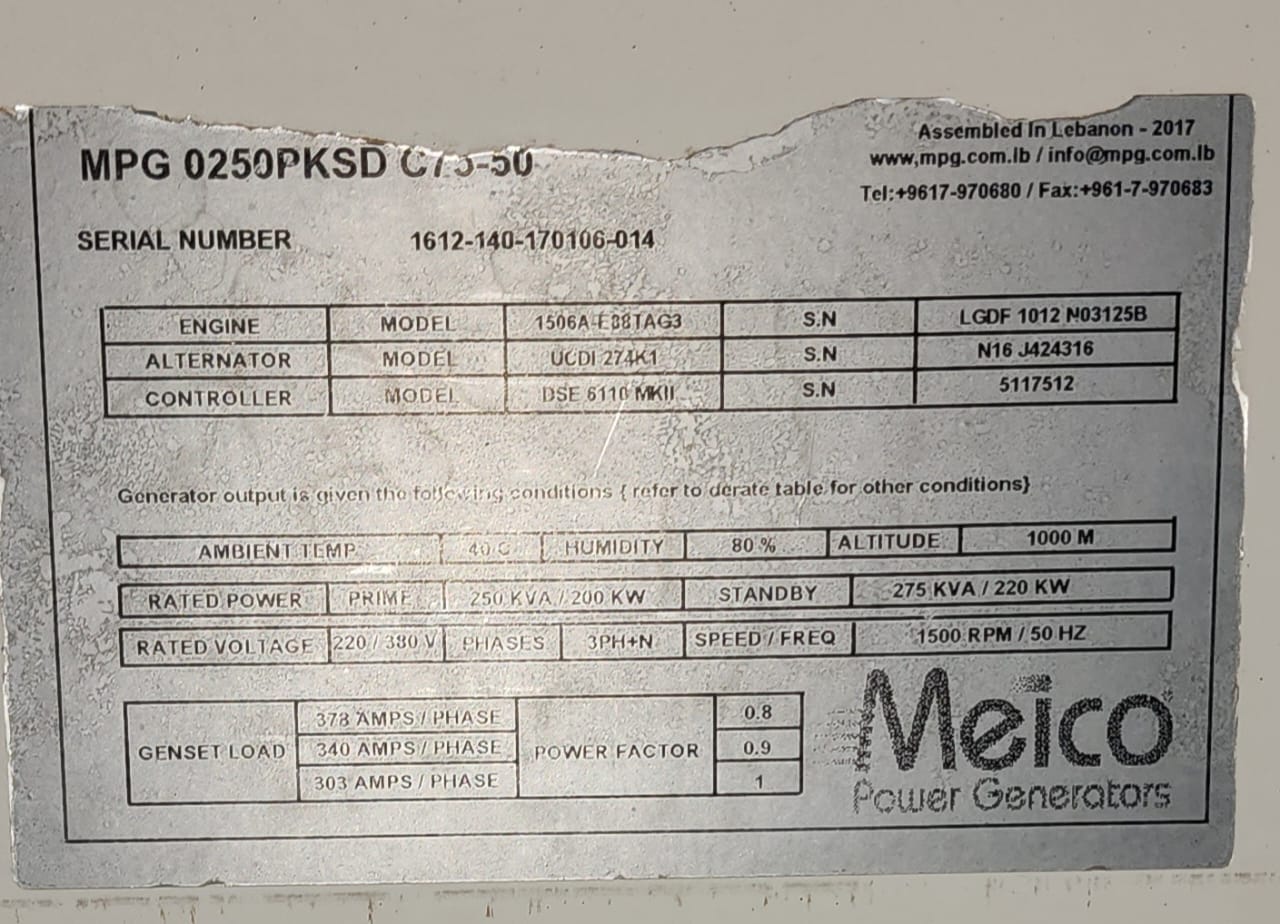 Assembled In Lebanon - 2017
MPG 0250PKSD C75-50
www,mpg.com.lb / info@mpg.com.lb
Tel:+9617-970680 / Fax:+961-7-970683
SERIAL NUMBER 1612-140-170106-014
ENGINE MODEL 1506A-E88TAG3 S.N LGDF 1012 N03125B
ALTERNATOR MODEL UCDI 274K1 S.N N16 J424316
CONTROLLER MODEL DSE 6110 MKII S.N 5117512
Generator output is given the following conditions { refer to derate table for other conditions}
AMBIENT TEMP 40 C HUMIDITY 80 % ALTITUDE 1000 M
RATED POWER PRIME 250 KVA / 200 KW STANDBY 275 KVA / 220 KW
RATED VOLTAGE 220 / 380 V PHASES 3PH+N SPEED / FREQ 1500 RPM / 50 HZ
378 AMPS / PHASE 0.8
GENSET LOAD 340 AMPS / PHASE POWER FACTOR 0.9
303 AMPS / PHASE 1
Meico
Power Generators